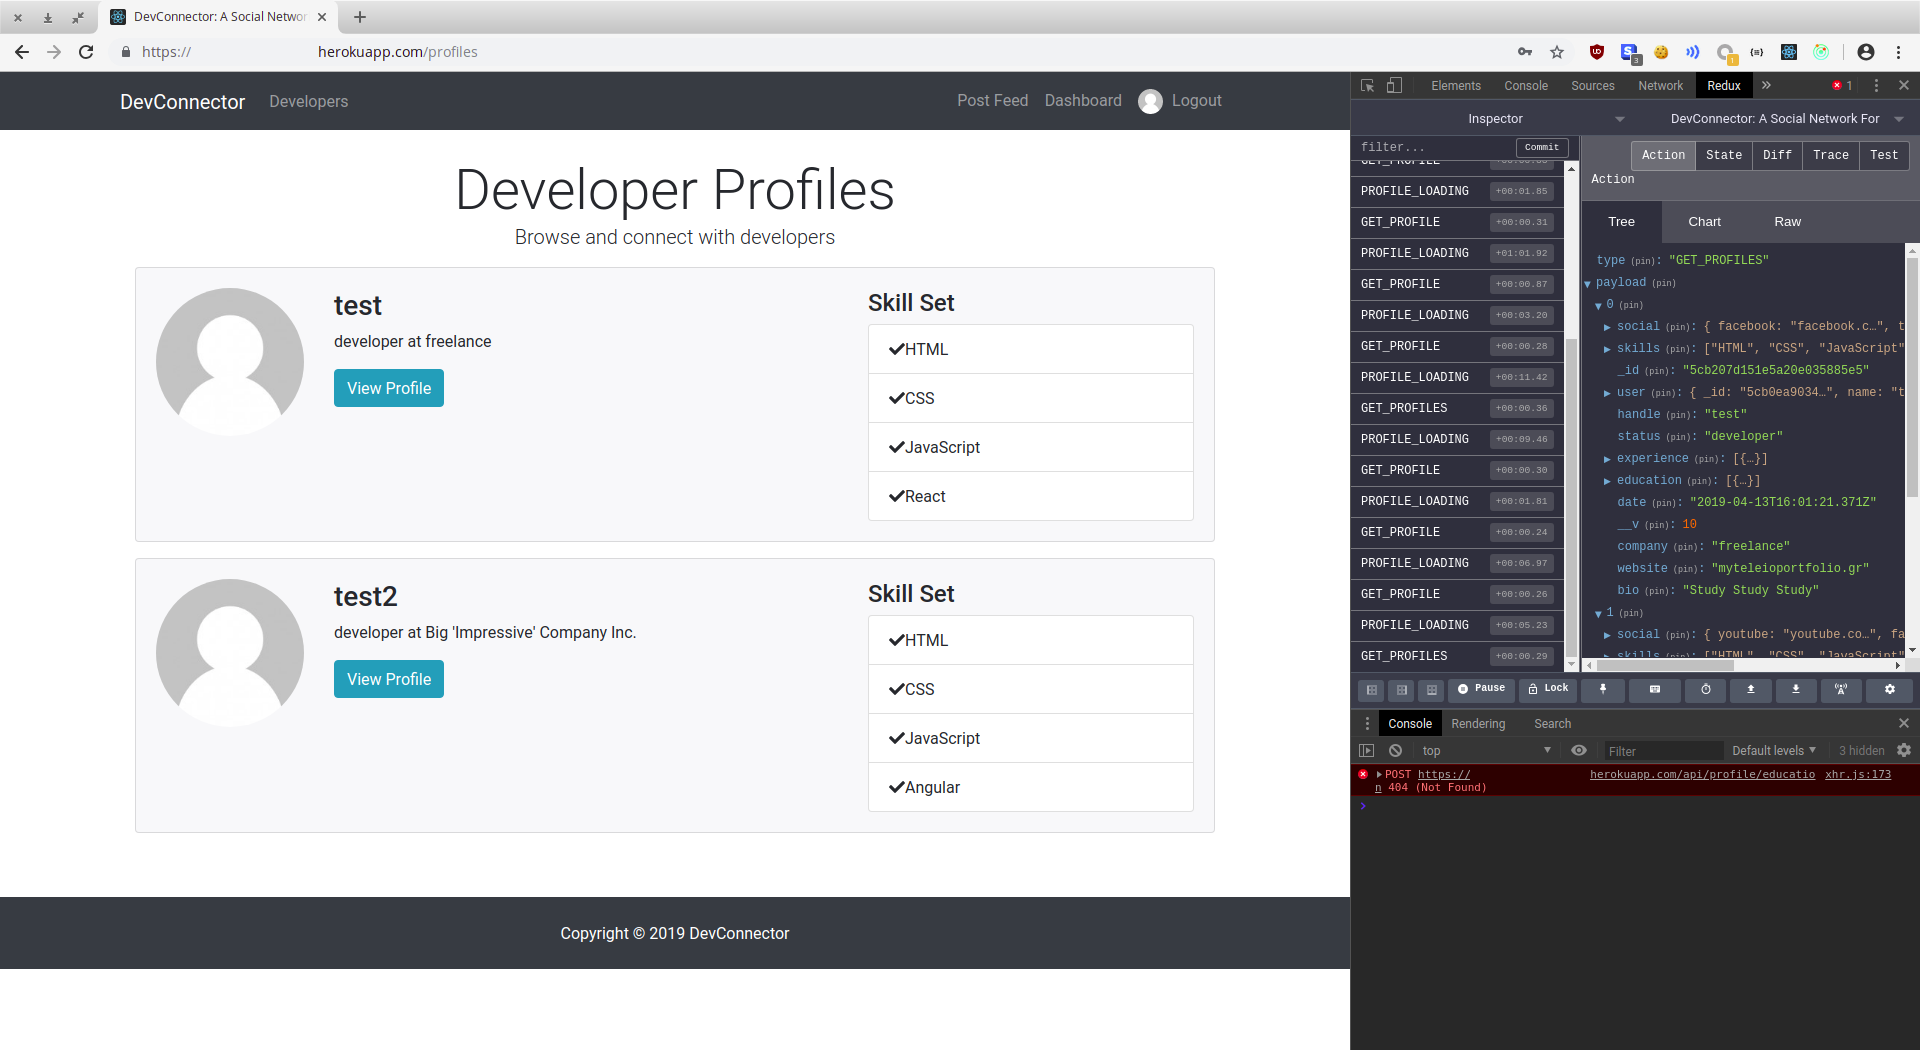 DevConnector: A Social Networ
https:// herokuapp.com/profiles
3
1
DevConnector
Developers
Post Feed
Dashboard
Logout
Developer Profiles
Browse and connect with developers
test
developer at freelance
View Profile
Skill Set
HTML
CSS
JavaScript
React
test2
developer at Big 'Impressive' Company Inc.
View Profile
Skill Set
HTML
CSS
JavaScript
Angular
Copyright © 2019 DevConnector
Elements Console Sources Network Redux » 1
Inspector
DevConnector: A Social Network For
filter...
Commit
GET_PROFILE
PROFILE_LOADING +00:01.85
GET_PROFILE +00:00.31
PROFILE_LOADING +01:01.92
GET_PROFILE +00:00.87
PROFILE_LOADING +00:03.20
GET_PROFILE +00:00.28
PROFILE_LOADING +00:11.42
GET_PROFILES +00:00.36
PROFILE_LOADING +00:09.46
GET_PROFILE +00:00.30
PROFILE_LOADING +00:01.81
GET_PROFILE +00:00.24
PROFILE_LOADING +00:06.97
GET_PROFILE +00:00.26
PROFILE_LOADING +00:05.23
GET_PROFILES +00:00.29
Action State Diff Trace Test
Action
Tree Chart Raw
type (pin): "GET_PROFILES"
payload (pin)
0 (pin)
social (pin): { facebook: "facebook.c…", t
skills (pin): ["HTML", "CSS", "JavaScript"
_id (pin): "5cb207d151e5a20e035885e5"
user (pin): { _id: "5cb0ea9034…", name: "t
handle (pin): "test"
status (pin): "developer"
experience (pin): [{…}]
education (pin): [{…}]
date (pin): "2019-04-13T16:01:21.371Z"
__v (pin): 10
company (pin): "freelance"
website (pin): "myteleioportfolio.gr"
bio (pin): "Study Study Study"
1 (pin)
social (pin): { youtube: "youtube.co…", fa
skills (pin): ["HTML", "CSS", "JavaScript"
Pause
Lock
Console Rendering Search
top
Filter
Default levels
3 hidden
POST https:// herokuapp.com/api/profile/educatio xhr.js:173
n 404 (Not Found)